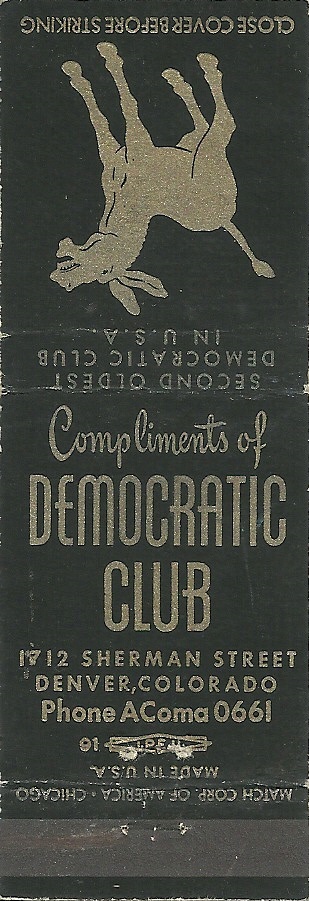 CLOSE COVER BEFORE STRIKING
SECOND OLDEST
DEMOCRATIC CLUB
IN U.S.A.
Compliments of
DEMOCRATIC
CLUB
1712 SHERMAN STREET
DENVER, COLORADO
Phone AComa 0661
MATCH CORP. OF AMERICA • CHICAGO
MADE IN U.S.A.
16